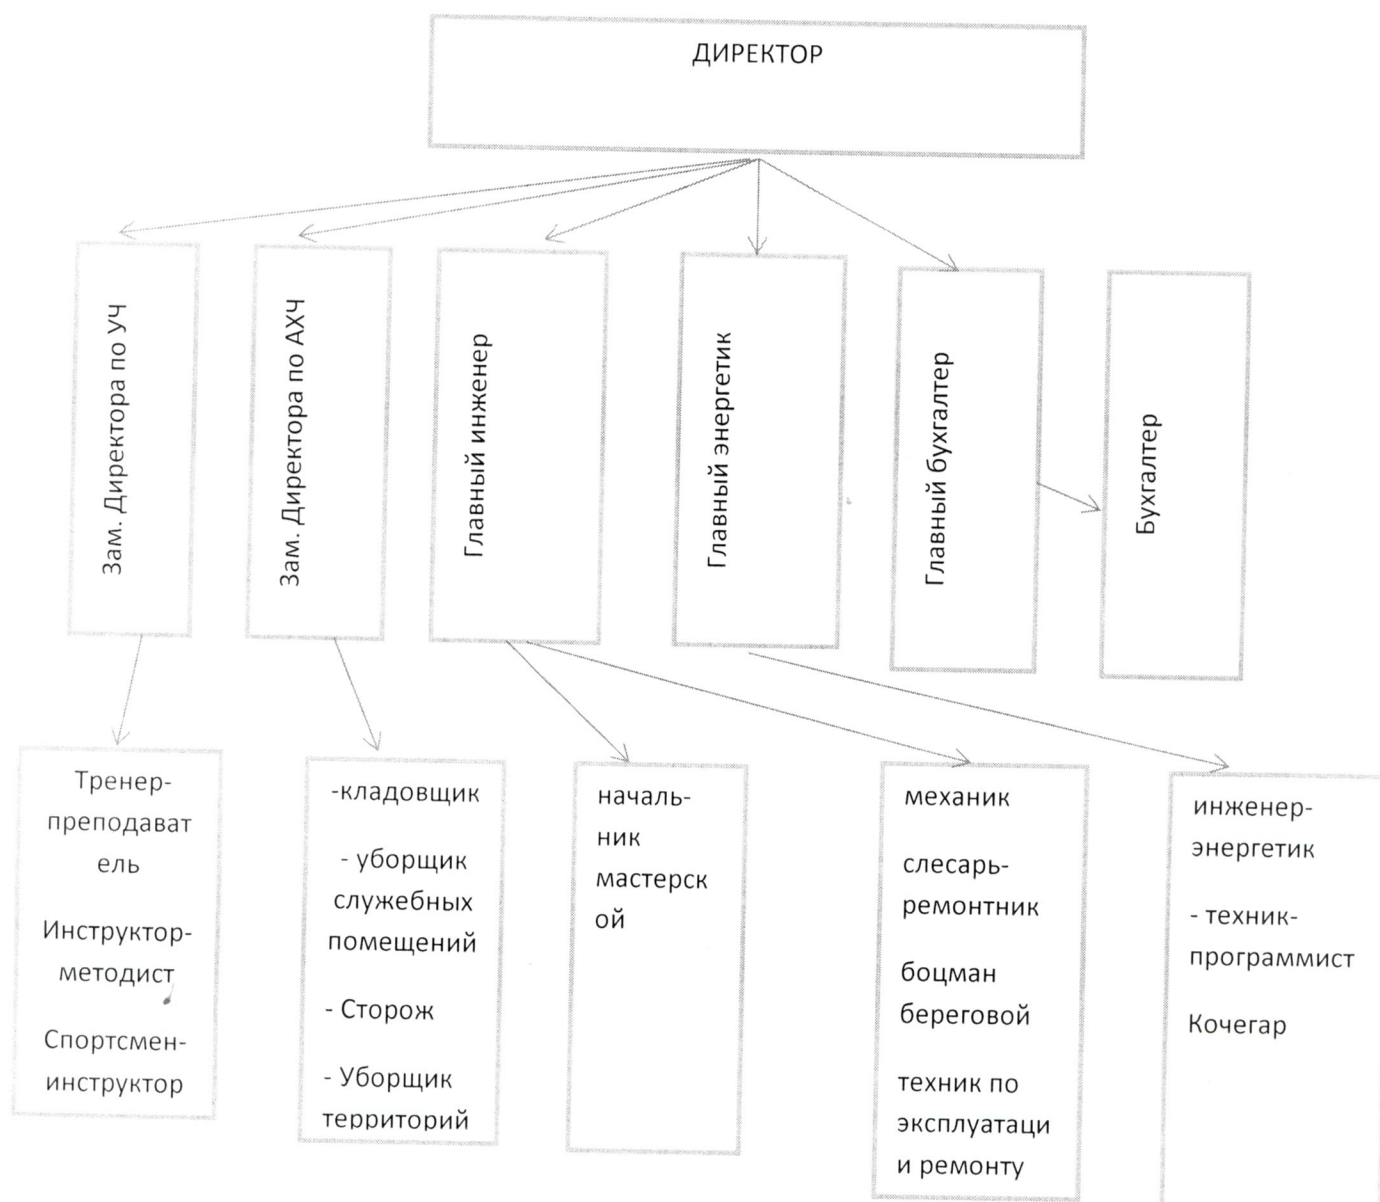 ДИРЕКТОР
Зам. Директора по УЧ
Зам. Директора по АХЧ
Главный инженер
Главный энергетик
Главный бухгалтер
Бухгалтер
Тренер-
преподават
ель
Инструктор-
методист
Спортсмен-
инструктор
-кладовщик
- уборщик
служебных
помещений
- Сторож
- Уборщик
территорий
началь-
ник
мастерск
ой
механик
слесарь-
ремонтник
боцман
береговой
техник по
эксплуатаци
и ремонту
инженер-
энергетик
- техник-
программист
Кочегар